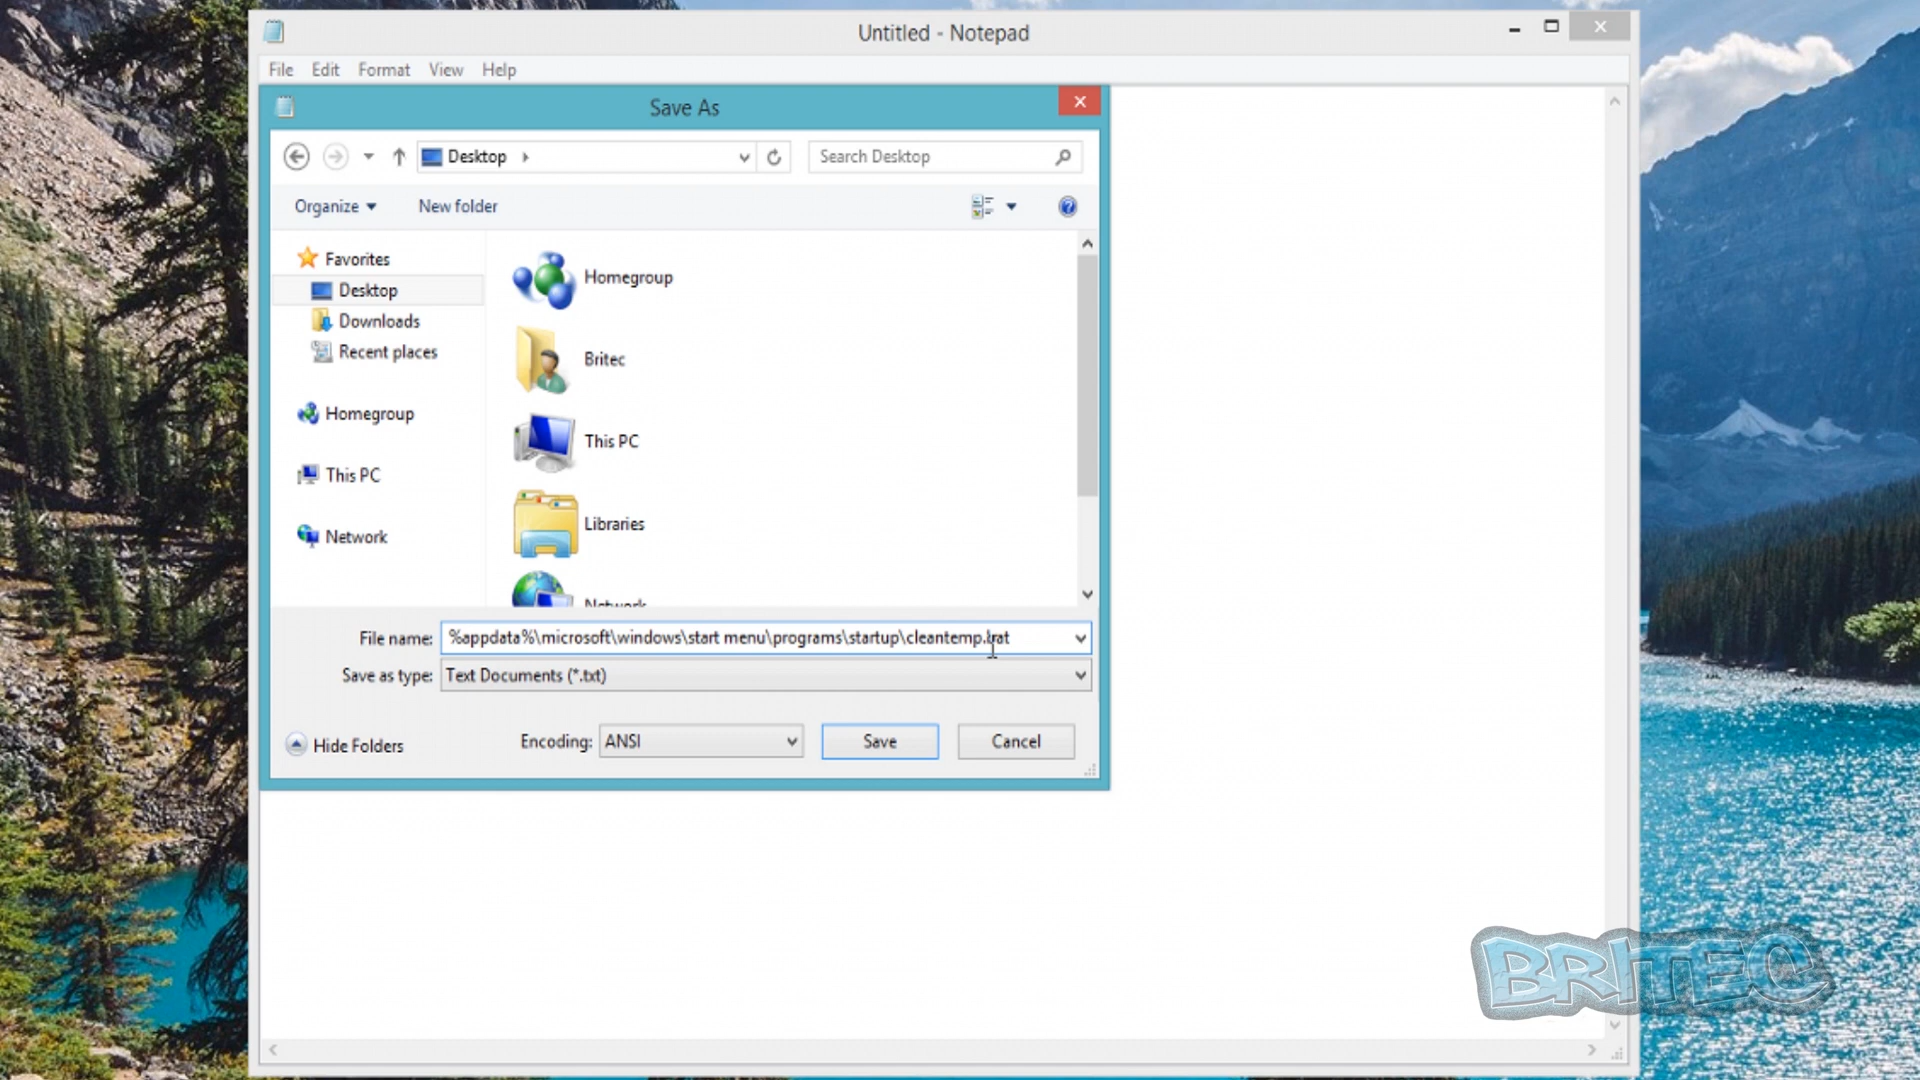 Untitled - Notepad
File Edit Format View Help
Save As
Desktop
Search Desktop
Organize New folder
Favorites
Desktop
Downloads
Recent places
Homegroup
This PC
Network
Homegroup
Britec
This PC
Libraries
Network
File name: %appdata%\microsoft\windows\start menu\programs\startup\cleantemp.bat
Save as type: Text Documents (*.txt)
Hide Folders Encoding: ANSI Save Cancel
BRITEC